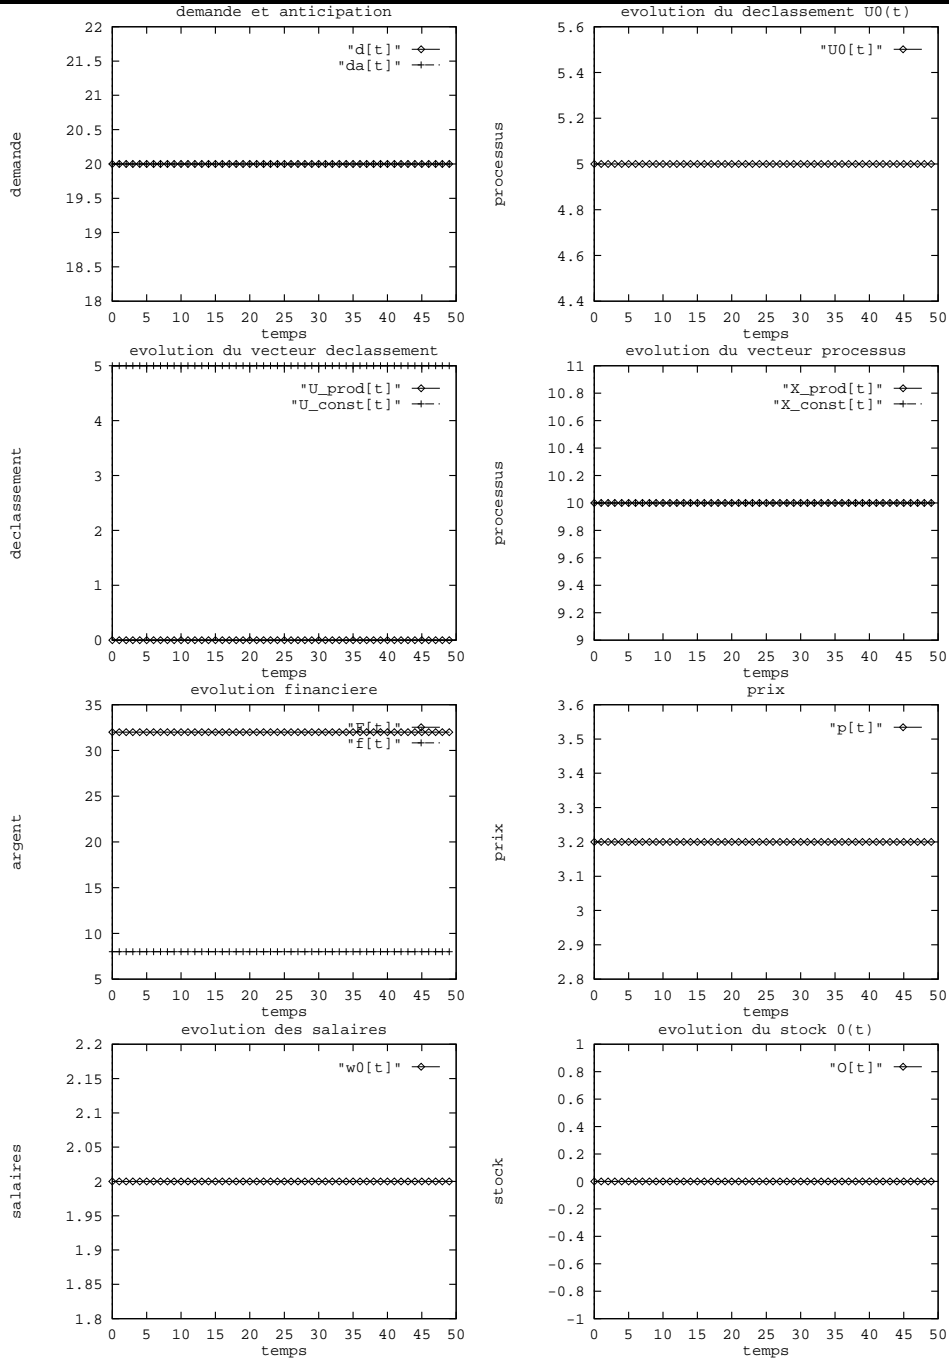 demande et anticipation
22
21.5
21
20.5
20
19.5
19
18.5
18
"d[t]"
"da[t]"
demande
0 5 10 15 20 25 30 35 40 45 50
temps
evolution du declassement U0(t)
5.6
5.4
5.2
5
4.8
4.6
4.4
"U0[t]"
processus
0 5 10 15 20 25 30 35 40 45 50
temps
evolution du vecteur declassement
5
4
3
2
1
0
"U_prod[t]"
"U_const[t]"
declassement
0 5 10 15 20 25 30 35 40 45 50
temps
evolution du vecteur processus
11
10.8
10.6
10.4
10.2
10
9.8
9.6
9.4
9.2
9
"X_prod[t]"
"X_const[t]"
processus
0 5 10 15 20 25 30 35 40 45 50
temps
evolution financiere
35
30
25
20
15
10
5
"F[t]"
"f[t]"
argent
0 5 10 15 20 25 30 35 40 45 50
temps
prix
3.6
3.5
3.4
3.3
3.2
3.1
3
2.9
2.8
"p[t]"
prix
0 5 10 15 20 25 30 35 40 45 50
temps
evolution des salaires
2.2
2.15
2.1
2.05
2
1.95
1.9
1.85
1.8
"w0[t]"
salaires
0 5 10 15 20 25 30 35 40 45 50
temps
evolution du stock 0(t)
1
0.8
0.6
0.4
0.2
0
-0.2
-0.4
-0.6
-0.8
-1
"O[t]"
stock
0 5 10 15 20 25 30 35 40 45 50
temps